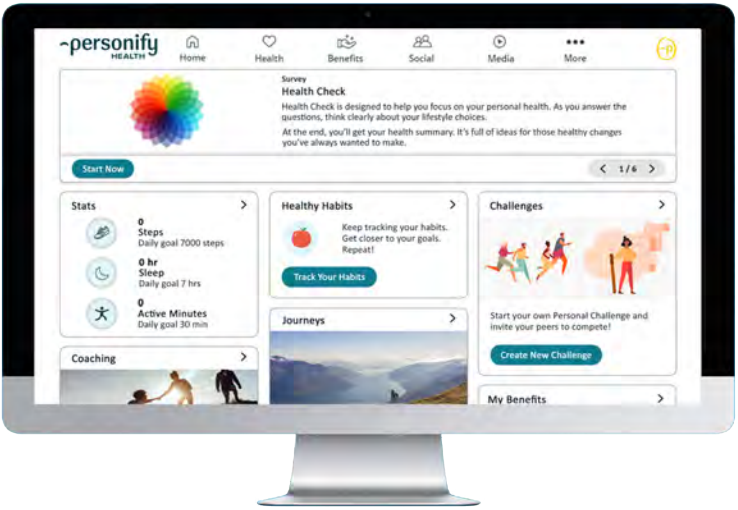 ~personify
HEALTH
Home
Health
Benefits
Social
Media
More
~p
Survey
Health Check
Health Check is designed to help you focus on your personal health. As you answer the
questions, think clearly about your lifestyle choices.
At the end, you'll get your health summary. It's full of ideas for those healthy changes
you've always wanted to make.
Start Now
1/6
Stats
0
Steps
Daily goal 7000 steps
0 hr
Sleep
Daily goal 7 hrs
0
Active Minutes
Daily goal 30 min
Coaching
Healthy Habits
Keep tracking your habits.
Get closer to your goals.
Repeat!
Track Your Habits
Journeys
Challenges
Start your own Personal Challenge and
invite your peers to compete!
Create New Challenge
My Benefits